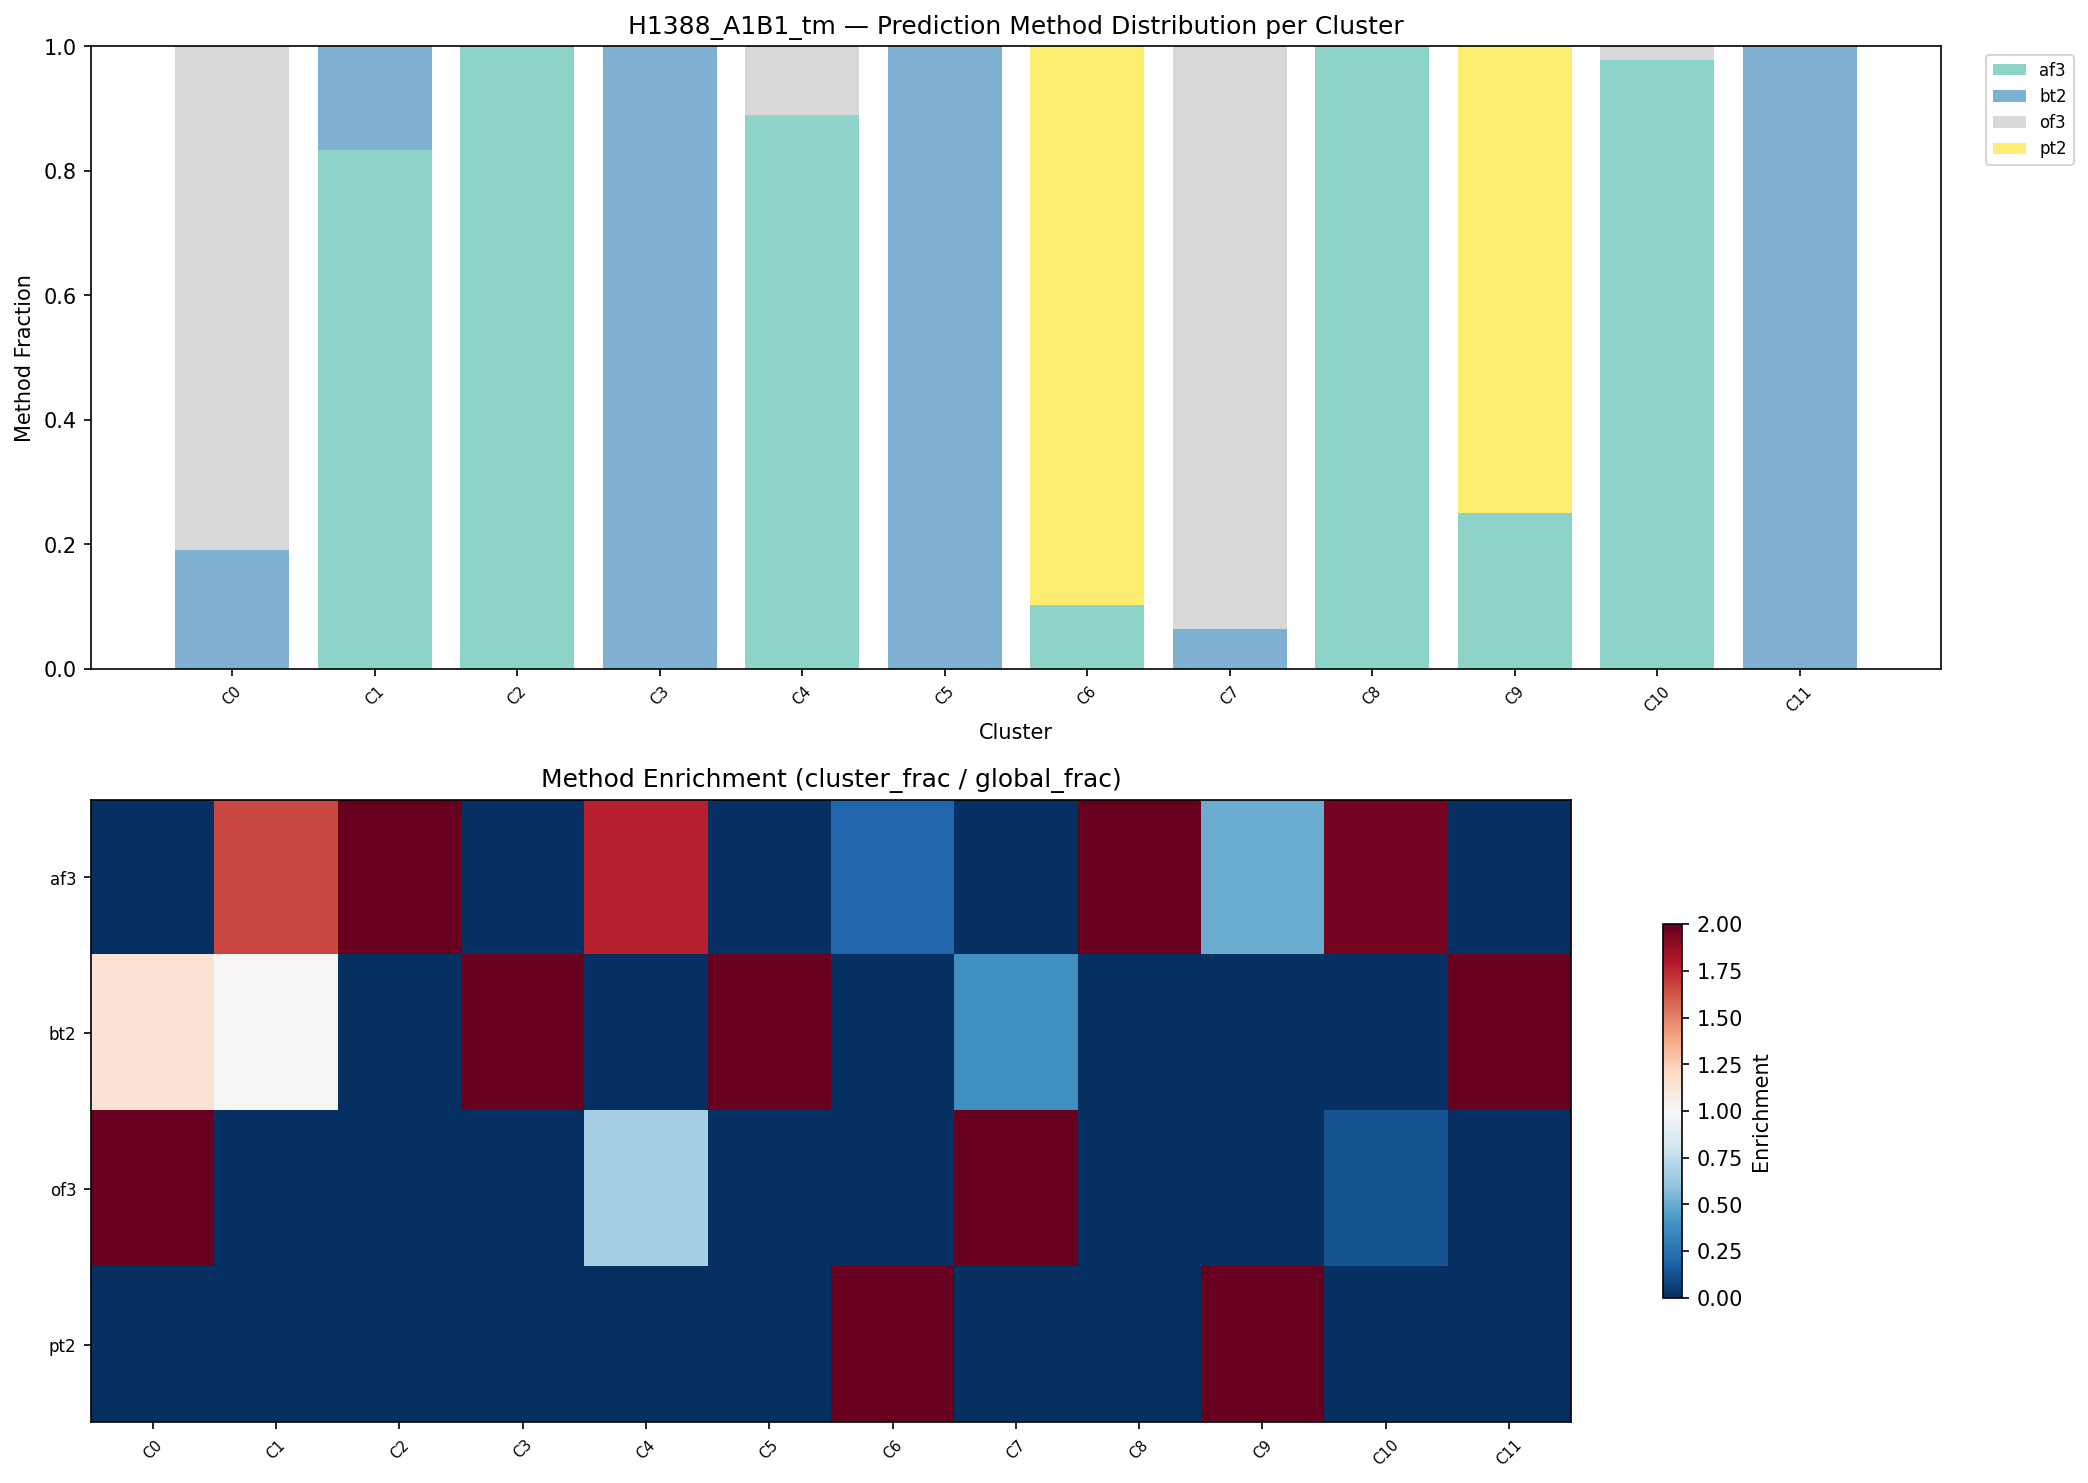 H1388_A1B1_tm — Prediction Method Distribution per Cluster
Method Fraction
1.0
0.8
0.6
0.4
0.2
0.0
C0 C1 C2 C3 C4 C5 C6 C7 C8 C9 C10 C11
Cluster
af3
bt2
of3
pt2
Method Enrichment (cluster_frac / global_frac)
af3
bt2
of3
pt2
C0 C1 C2 C3 C4 C5 C6 C7 C8 C9 C10 C11
2.00
1.75
1.50
1.25
1.00
0.75
0.50
0.25
0.00
Enrichment